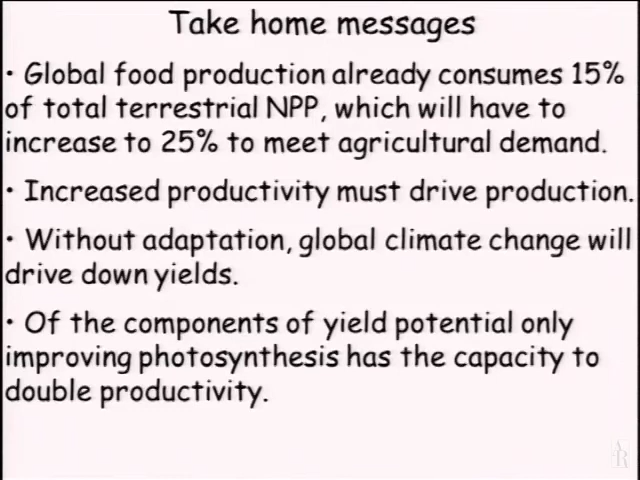 Take home messages
• Global food production already consumes 15%
of total terrestrial NPP, which will have to
increase to 25% to meet agricultural demand.
• Increased productivity must drive production.
• Without adaptation, global climate change will
drive down yields.
• Of the components of yield potential only
improving photosynthesis has the capacity to
double productivity.